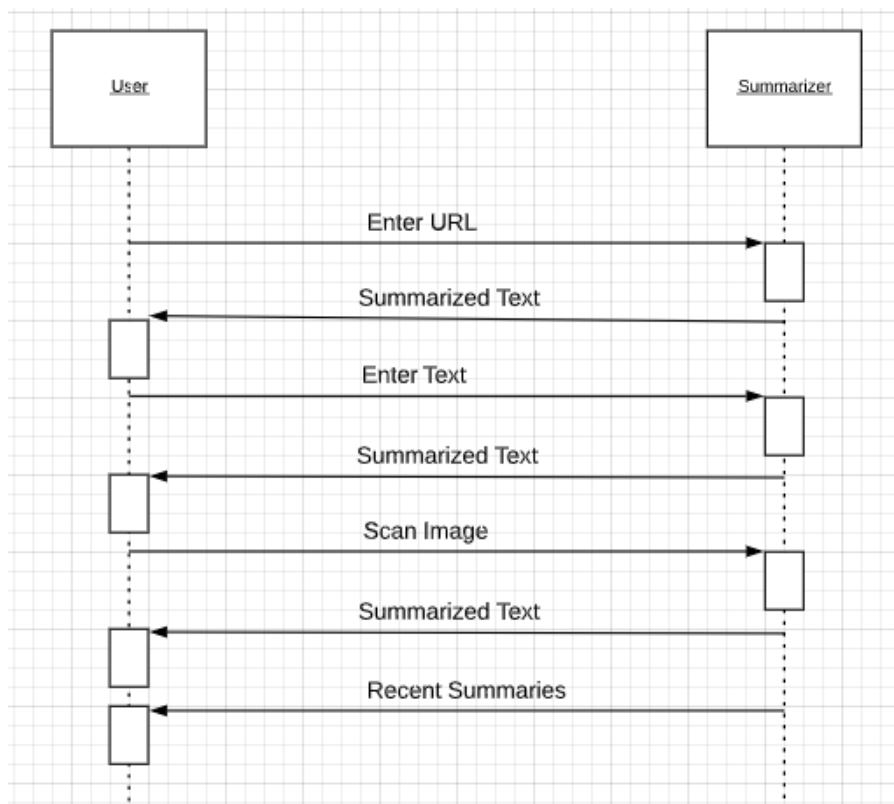 User
Summarizer
Enter URL
Summarized Text
Enter Text
Summarized Text
Scan Image
Summarized Text
Recent Summaries